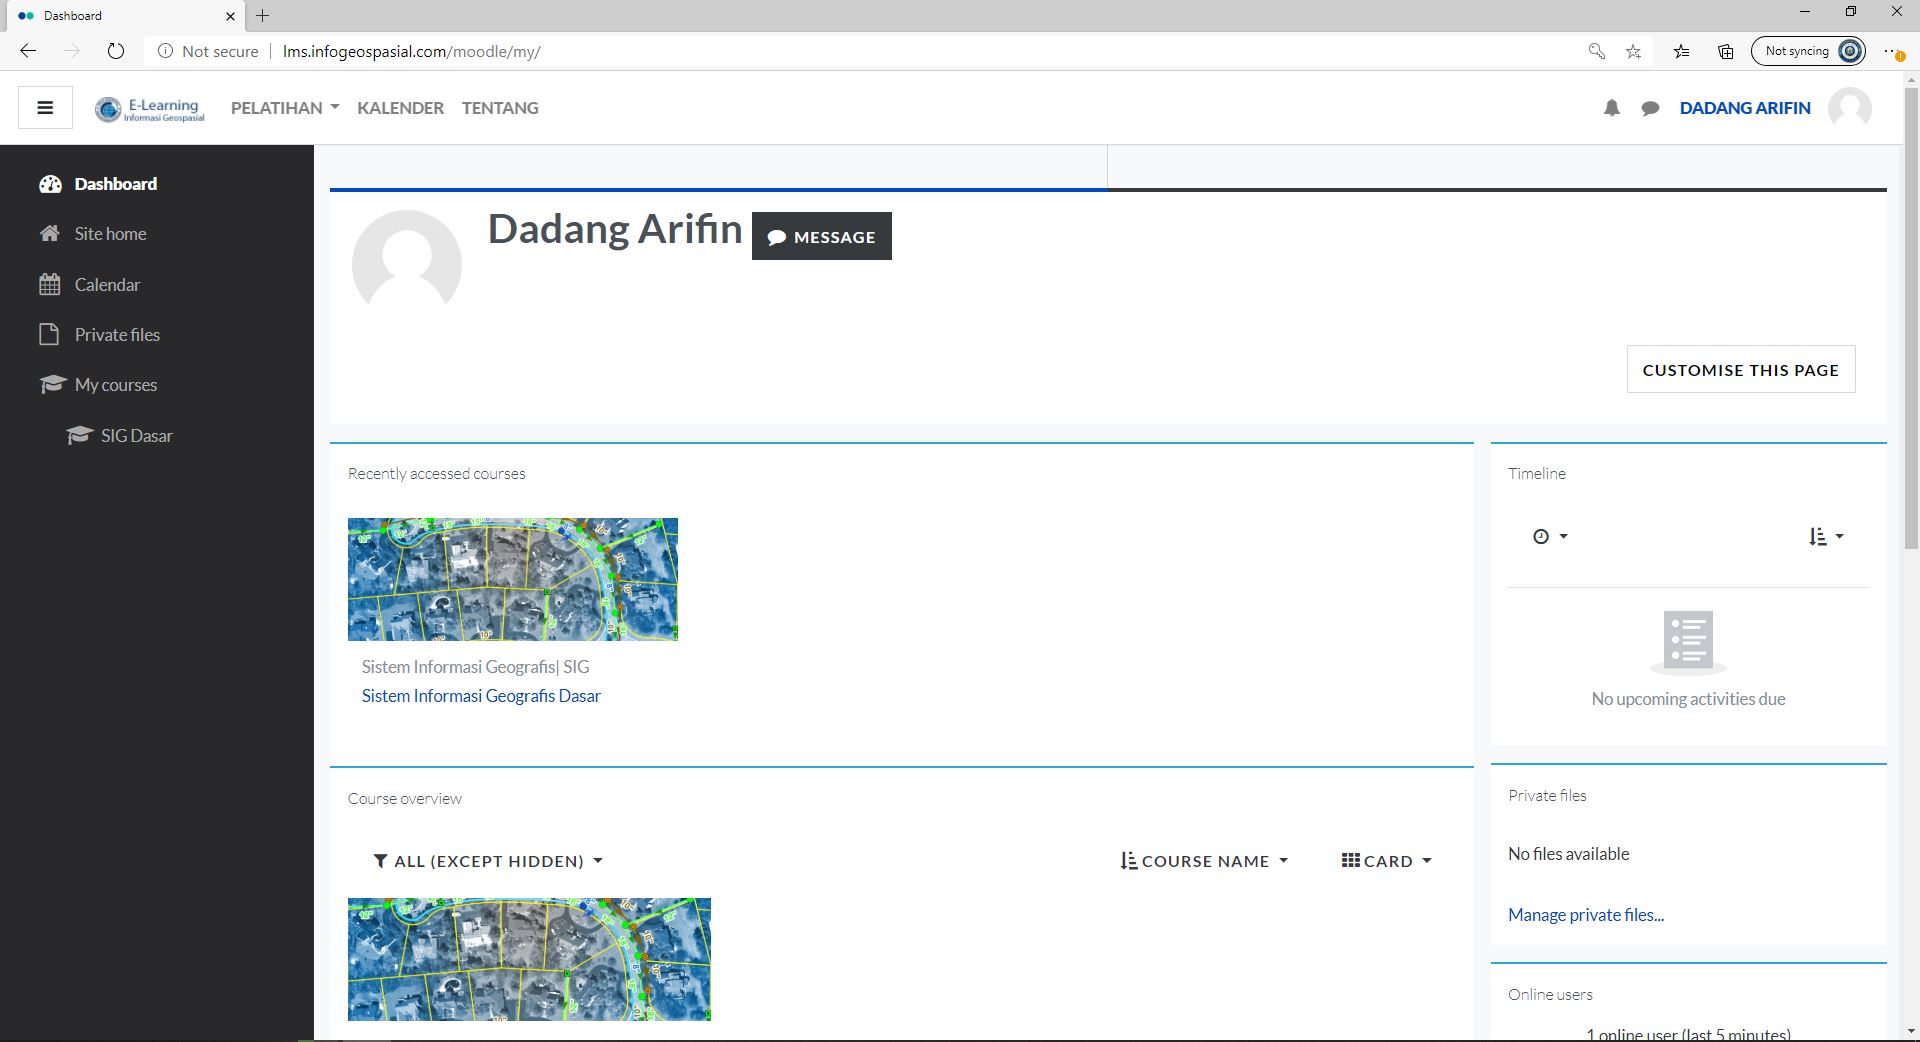 Dashboard
Not secure
lms.infogeospasial.com/moodle/my/
Not syncing
E-Learning
Informasi Geospasial
PELATIHAN
KALENDER
TENTANG
DADANG ARIFIN
Dashboard
Site home
Calendar
Private files
My courses
SIG Dasar
Dadang Arifin
MESSAGE
CUSTOMISE THIS PAGE
Recently accessed courses
Sistem Informasi Geografis| SIG
Sistem Informasi Geografis Dasar
Timeline
No upcoming activities due
Course overview
ALL (EXCEPT HIDDEN)
COURSE NAME
CARD
Private files
No files available
Manage private files...
Online users
1 online user (last 5 minutes)